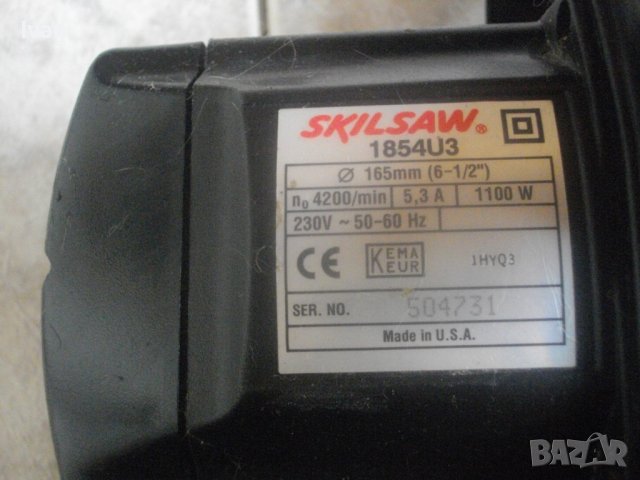 SKILSAW®
1854U3
Ø 165mm (6-1/2")
n₀ 4200/min 5,3 A 1100 W
230V ~ 50-60 Hz
CE KEMA EUR 1HYQ3
SER. NO. 504731
Made in U.S.A.
BAZAR